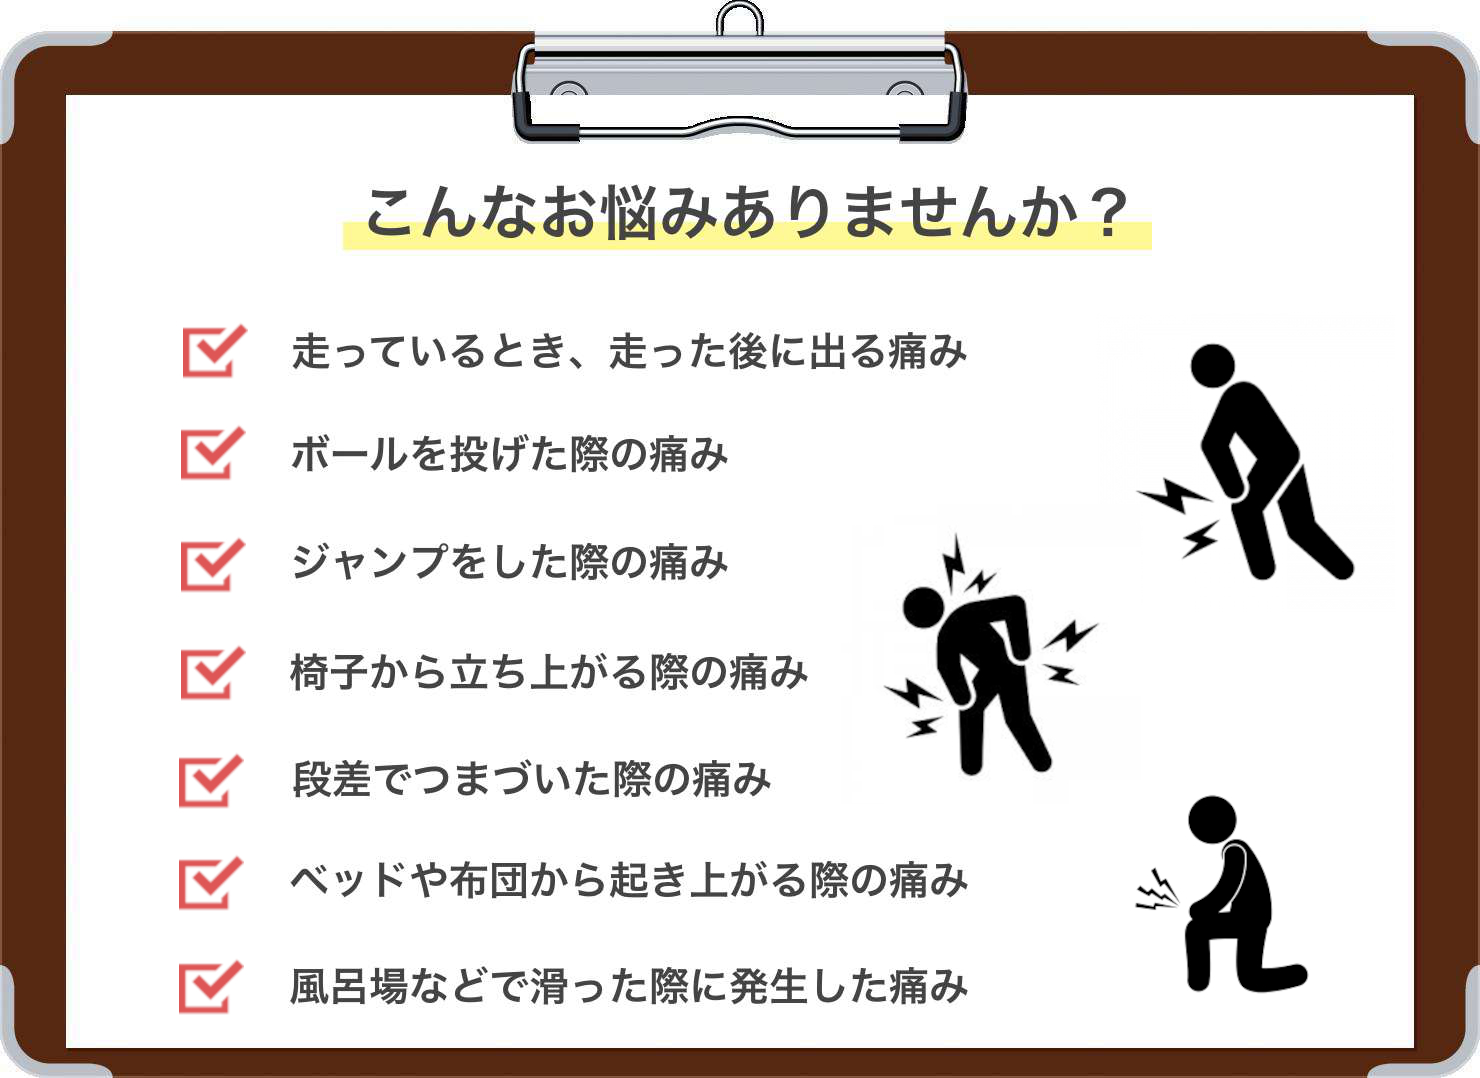 こんなお悩みありませんか？
走っているとき、走った後に出る痛み
ボールを投げた際の痛み
ジャンプをした際の痛み
椅子から立ち上がる際の痛み
段差でつまづいた際の痛み
ベッドや布団から起き上がる際の痛み
風呂場などで滑った際に発生した痛み